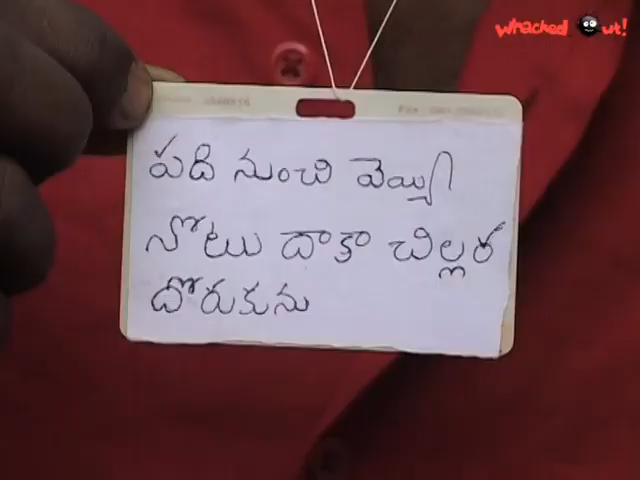 whacked out!
పది నుంచి వెయ్యి
నోటు దాకా చిల్లర
దొరుకును